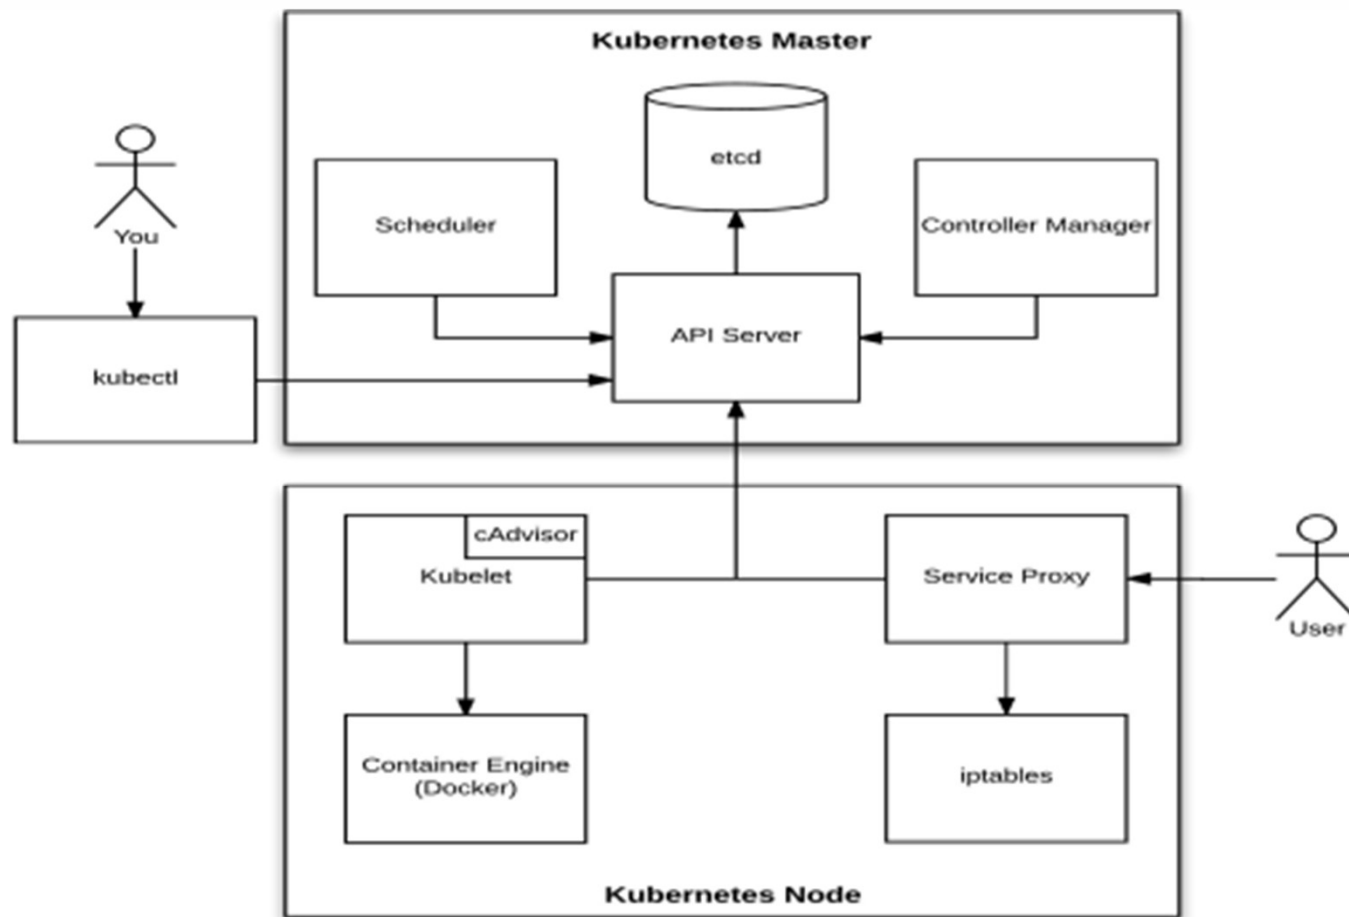 Kubernetes Master
etcd
Scheduler
Controller Manager
You
API Server
kubectl
cAdvisor
Kubelet
Service Proxy
User
Container Engine
(Docker)
iptables
Kubernetes Node